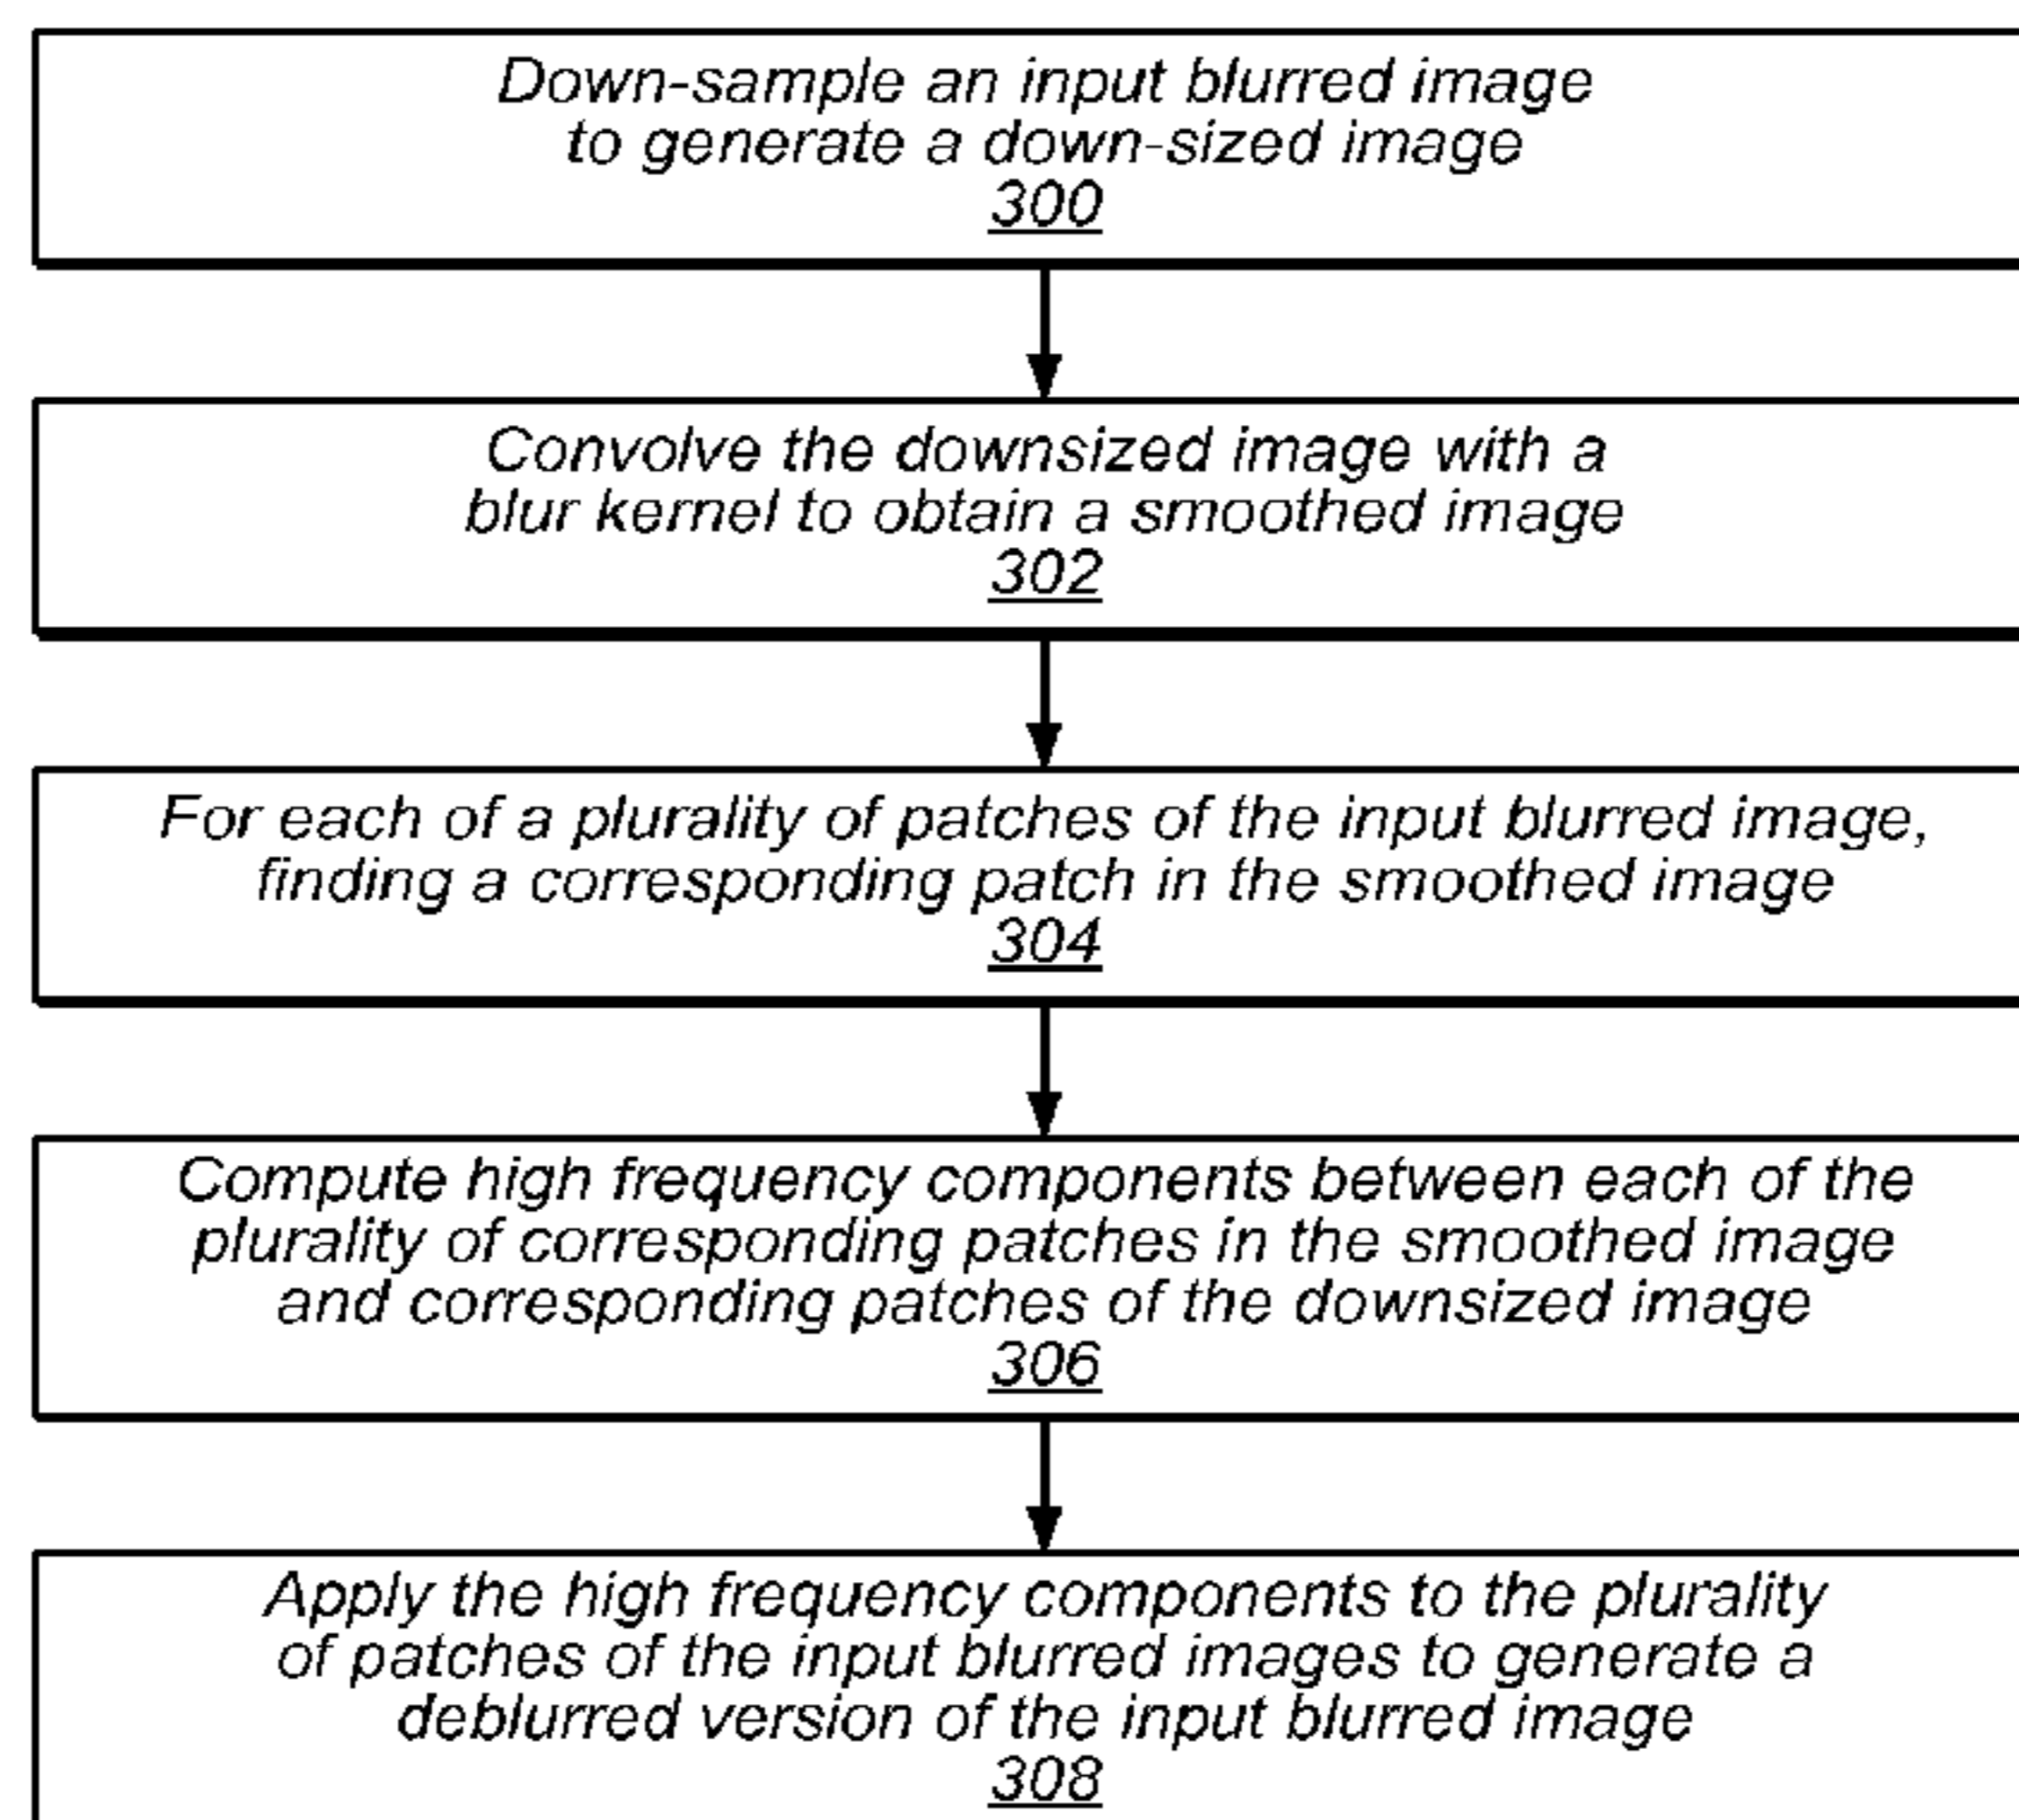 Down-sample an input blurred image
to generate a down-sized image
300
Convolve the downsized image with a
blur kernel to obtain a smoothed image
302
For each of a plurality of patches of the input blurred image,
finding a corresponding patch in the smoothed image
304
Compute high frequency components between each of the
plurality of corresponding patches in the smoothed image
and corresponding patches of the downsized image
306
Apply the high frequency components to the plurality
of patches of the input blurred images to generate a
deblurred version of the input blurred image
308